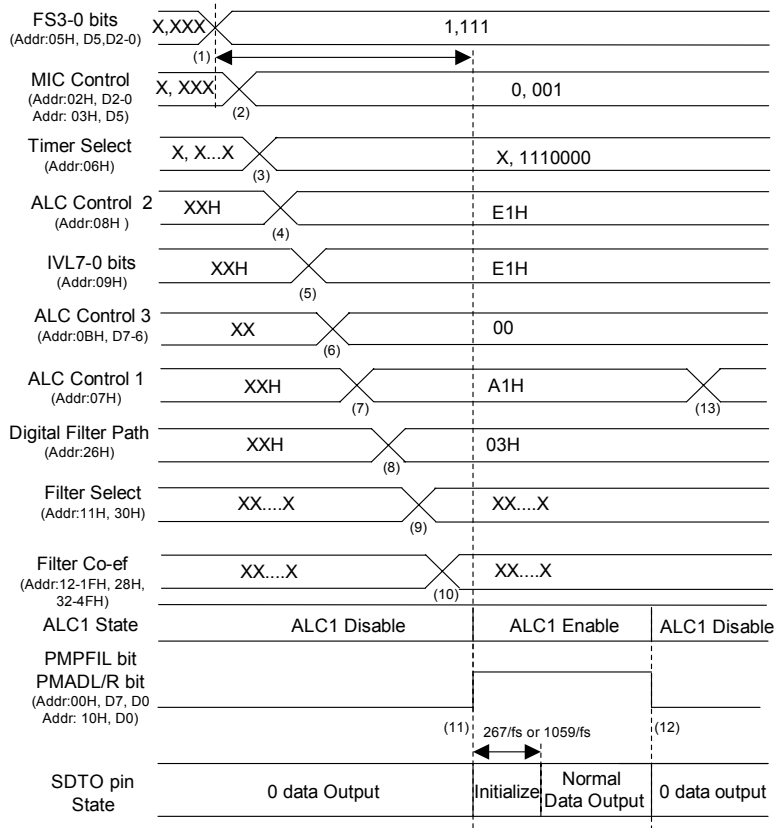 FS3-0 bits
(Addr:05H, D5,D2-0)
X,XXX
1,111
(1)
MIC Control
(Addr:02H, D2-0
Addr: 03H, D5)
X, XXX
0, 001
(2)
Timer Select
(Addr:06H)
X, X...X
X, 1110000
(3)
ALC Control 2
(Addr:08H )
XXH
E1H
(4)
IVL7-0 bits
(Addr:09H)
XXH
E1H
(5)
ALC Control 3
(Addr:0BH, D7-6)
XX
00
(6)
ALC Control 1
(Addr:07H)
XXH
A1H
(7)
(13)
Digital Filter Path
(Addr:26H)
XXH
03H
(8)
Filter Select
(Addr:11H, 30H)
XX....X
XX....X
(9)
Filter Co-ef
(Addr:12-1FH, 28H,
32-4FH)
XX....X
XX....X
(10)
ALC1 State
ALC1 Disable
ALC1 Enable
ALC1 Disable
PMPFIL bit
PMADL/R bit
(Addr:00H, D7, D0
Addr: 10H, D0)
(11)
267/fs or 1059/fs
(12)
SDTO pin
State
0 data Output
Initialize
Normal
Data Output
0 data output